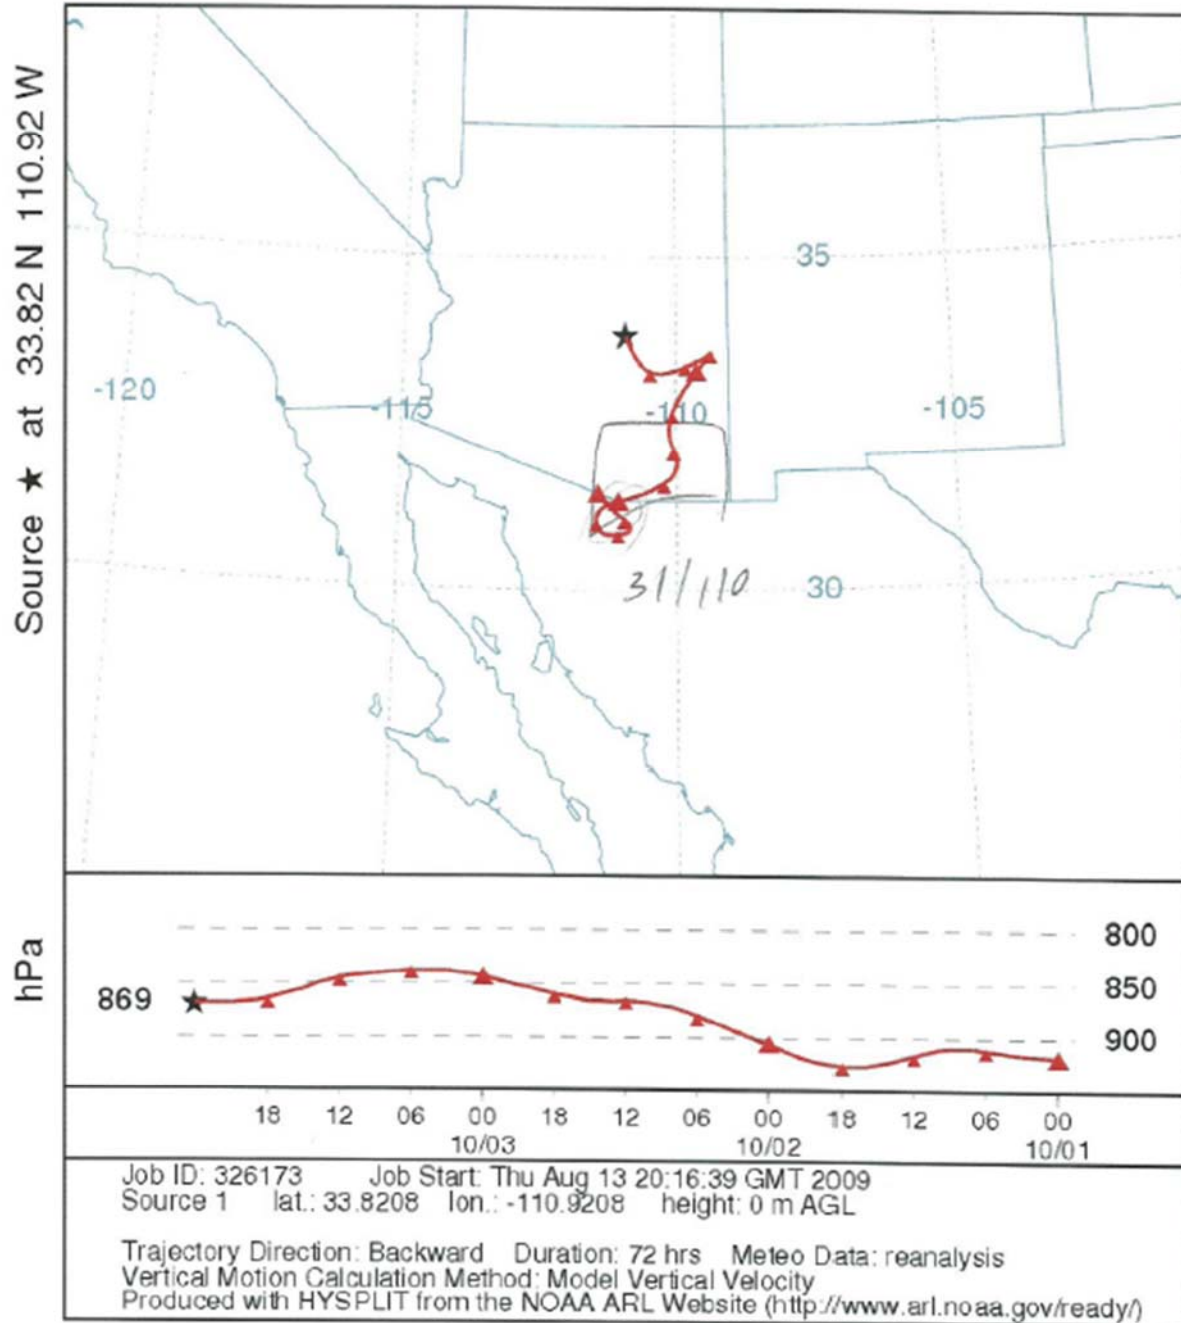 Source ★ at 33.82 N 110.92 W
35
-120
-115
-110
-105
31/110
30
hPa
800
850
869
900
18 12 06 00 18 12 06 00 18 12 06 00
10/03 10/02 10/01
Job ID: 326173 Job Start: Thu Aug 13 20:16:39 GMT 2009
Source 1 lat.: 33.8208 lon.: -110.9208 height: 0 m AGL
Trajectory Direction: Backward Duration: 72 hrs Meteo Data: reanalysis
Vertical Motion Calculation Method: Model Vertical Velocity
Produced with HYSPLIT from the NOAA ARL Website (http://www.arl.noaa.gov/ready/)